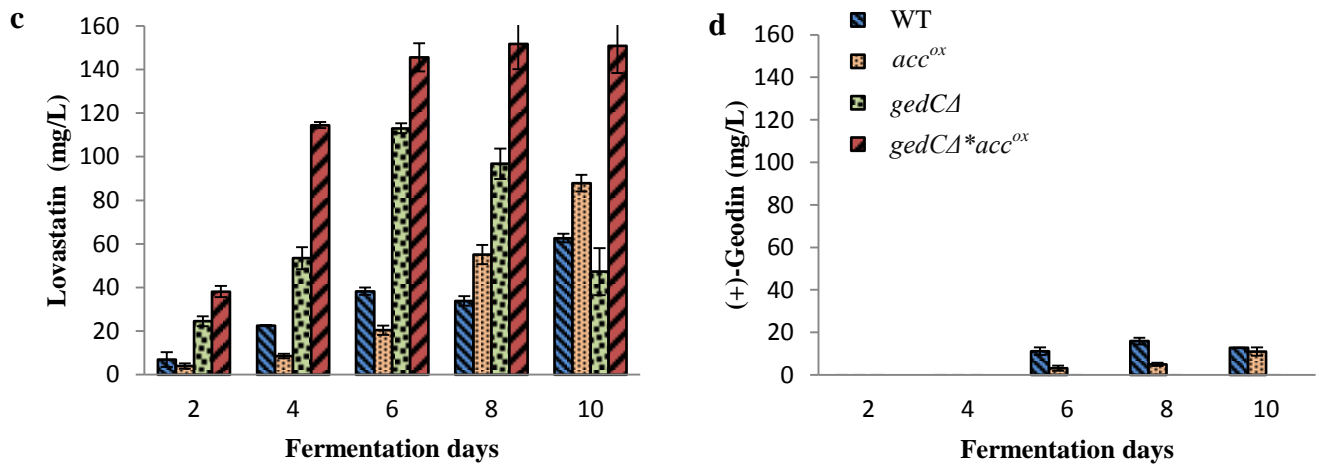 c
Lovastatin (mg/L)
160
140
120
100
80
60
40
20
0
2 4 6 8 10
Fermentation days
d
(+)-Geodin (mg/L)
160
140
120
100
80
60
40
20
0
WT
acc^ox
gedCΔ
gedCΔ*acc^ox
2 4 6 8 10
Fermentation days